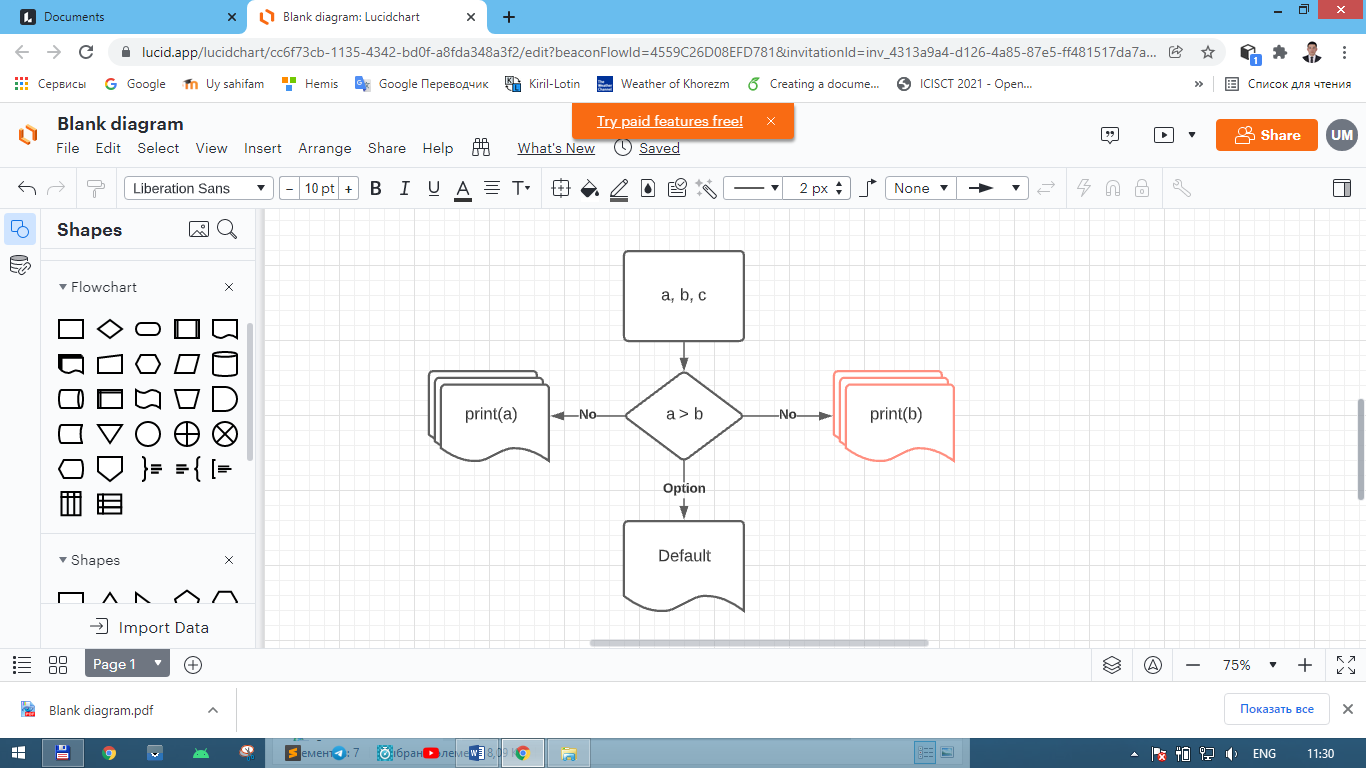 Documents
Blank diagram: Lucidchart
lucid.app/lucidchart/cc6f73cb-1135-4342-bd0f-a8fda348a3f2/edit?beaconFlowId=4559C26D08EFD781&invitationId=inv_4313a9a4-d126-4a85-87e5-ff481517da7a...
1
Сервисы
Google
Uy sahifam
Hemis
Google Переводчик
Kiril-Lotin
Weather of Khorezm
Creating a docume...
ICISCT 2021 - Open...
»
Список для чтения
Blank diagram
Try paid features free!
File Edit Select View Insert Arrange Share Help What's New Saved
Share
UM
Liberation Sans
− 10 pt +
B I U A T
2 px
None
Shapes
Flowchart
Shapes
Import Data
a, b, c
print(a)
No
a > b
No
print(b)
Option
Default
Page 1
75%
Blank diagram.pdf
Показать все
ENG
11:30